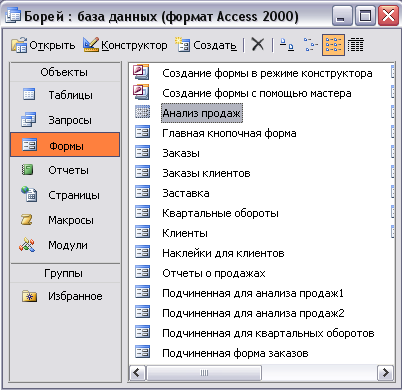 Борей : база данных (формат Access 2000)
Открыть Конструктор Создать
Объекты
Таблицы
Запросы
Формы
Отчеты
Страницы
Макросы
Модули
Группы
Избранное
Создание формы в режиме конструктора
Создание формы с помощью мастера
Анализ продаж
Главная кнопочная форма
Заказы
Заказы клиентов
Заставка
Квартальные обороты
Клиенты
Наклейки для клиентов
Отчеты о продажах
Подчиненная для анализа продаж1
Подчиненная для анализа продаж2
Подчиненная для квартальных оборотов
Подчиненная форма заказов